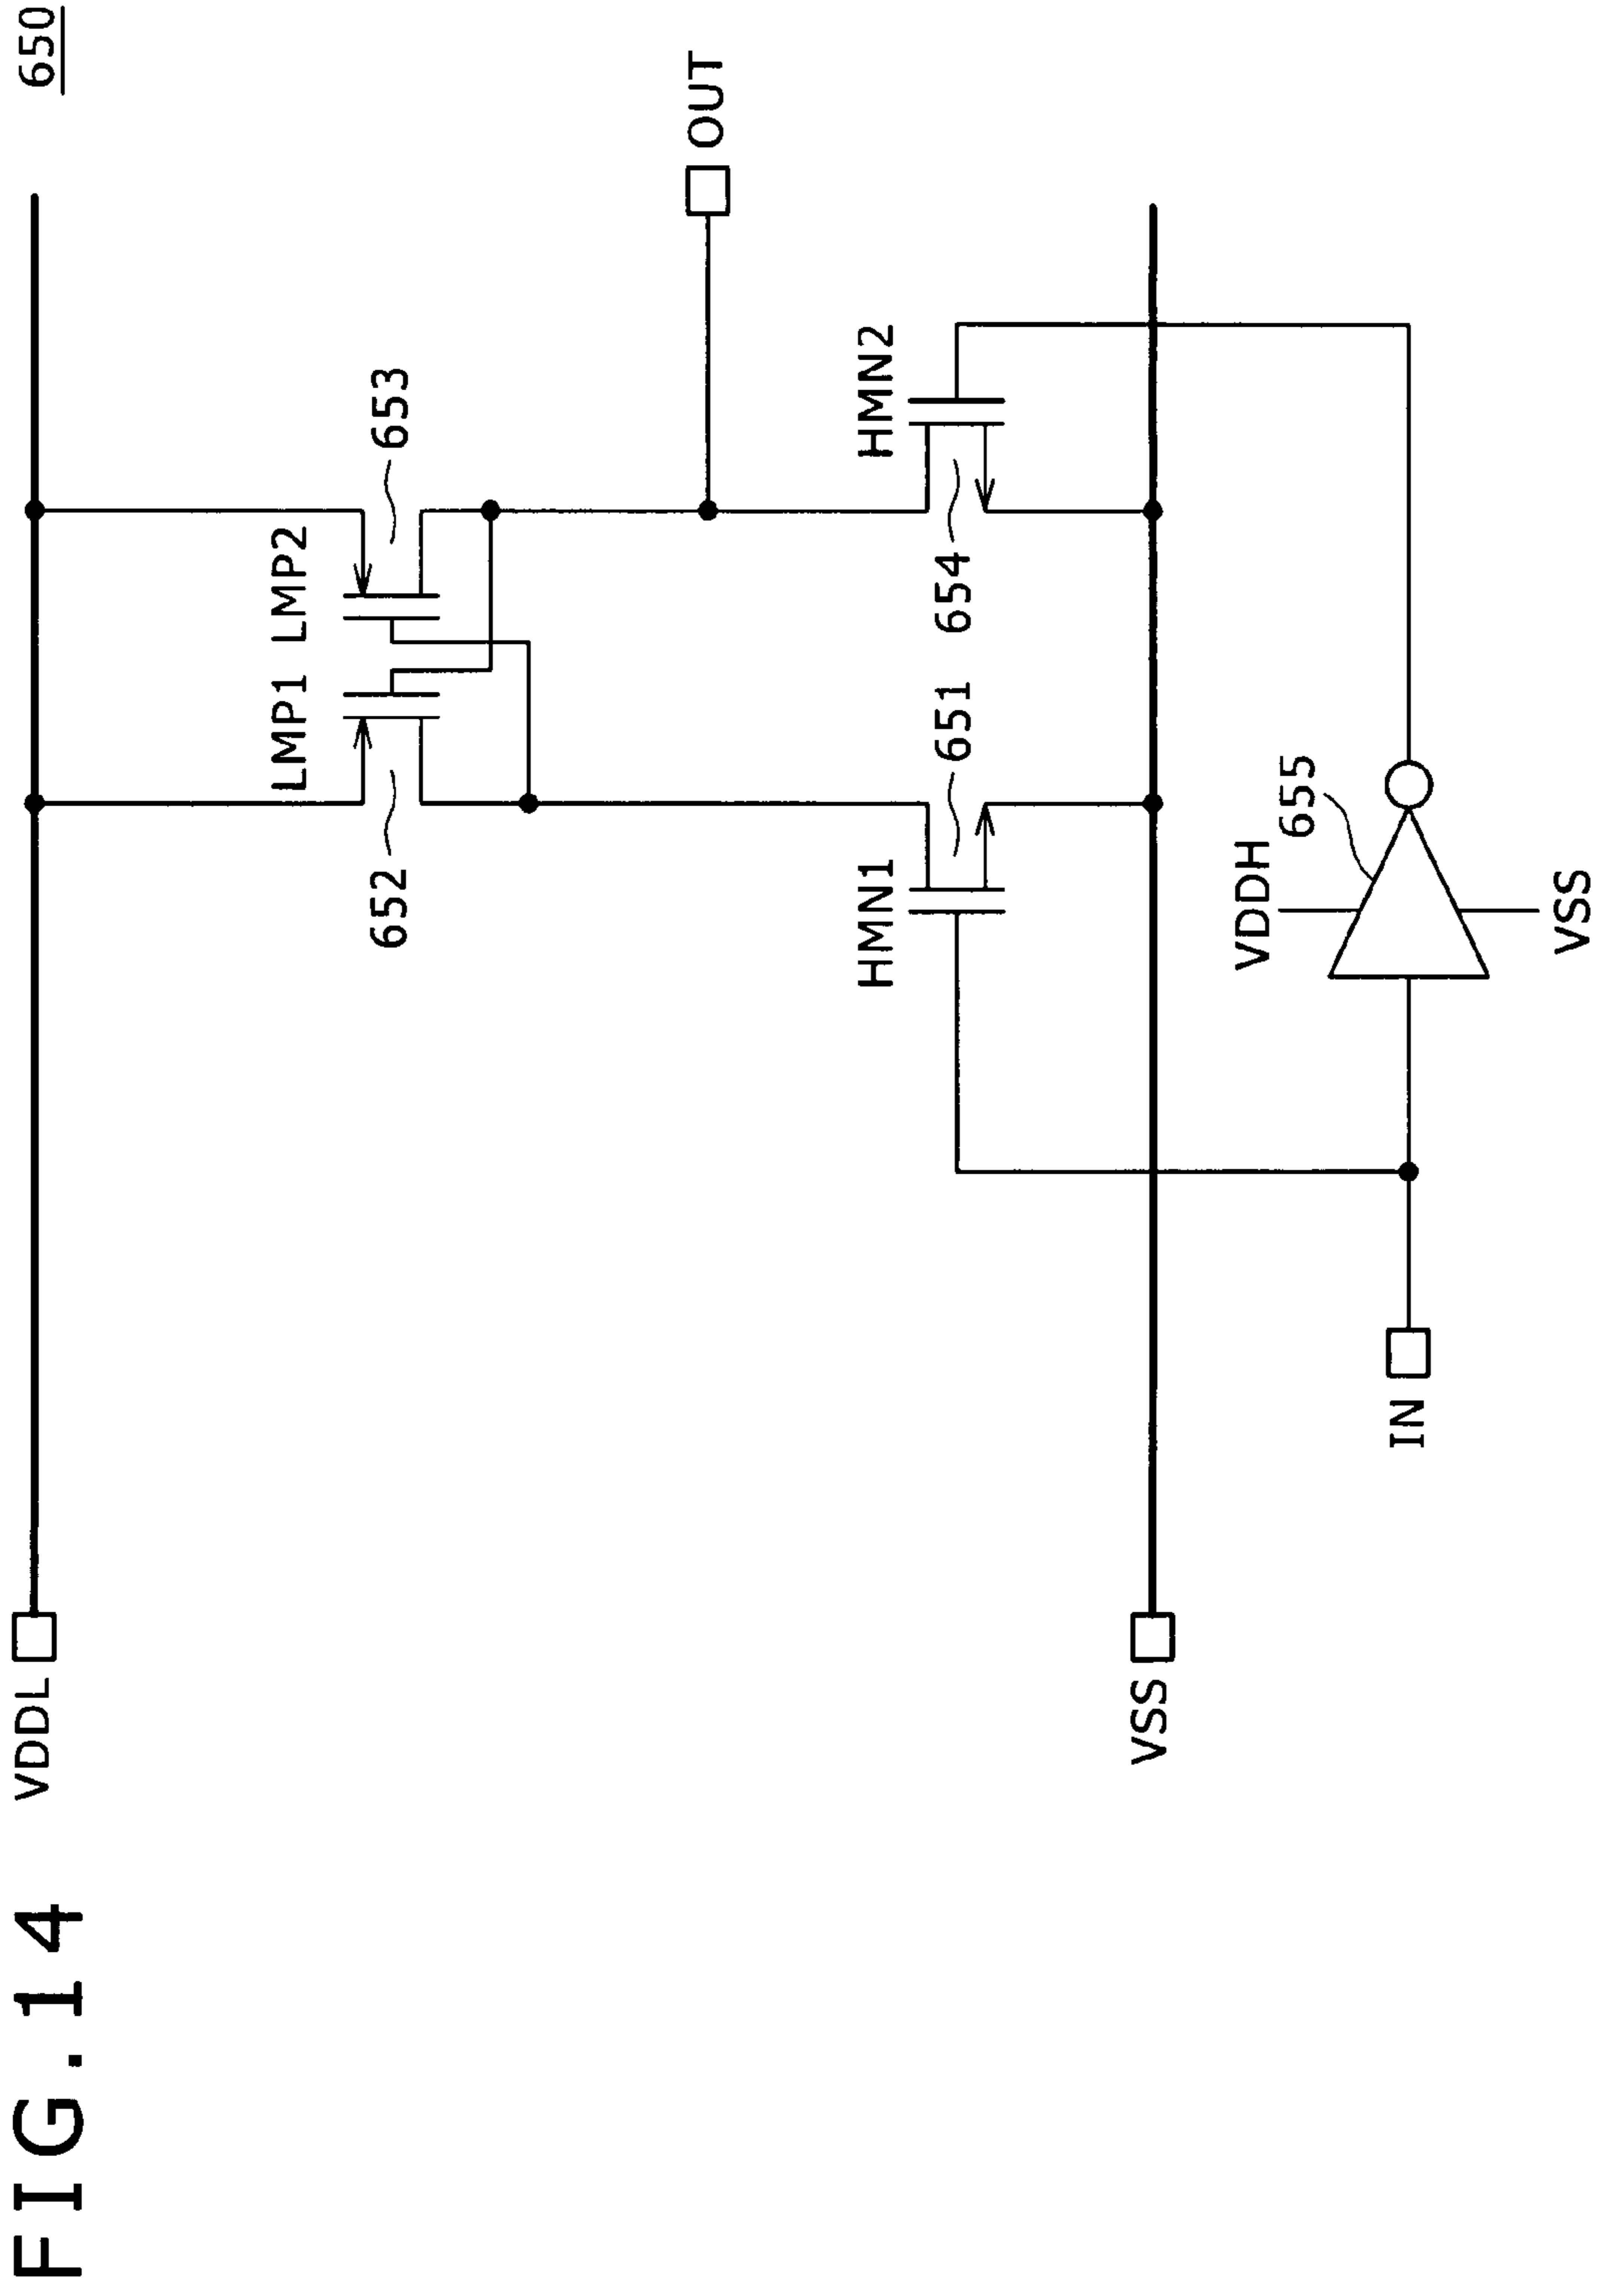 FIG.14
650
VDDL
LMP1 LMP2
652
653
OUT
HMN1
HMN2
651
654
VSS
VDDH
655
IN
VSS